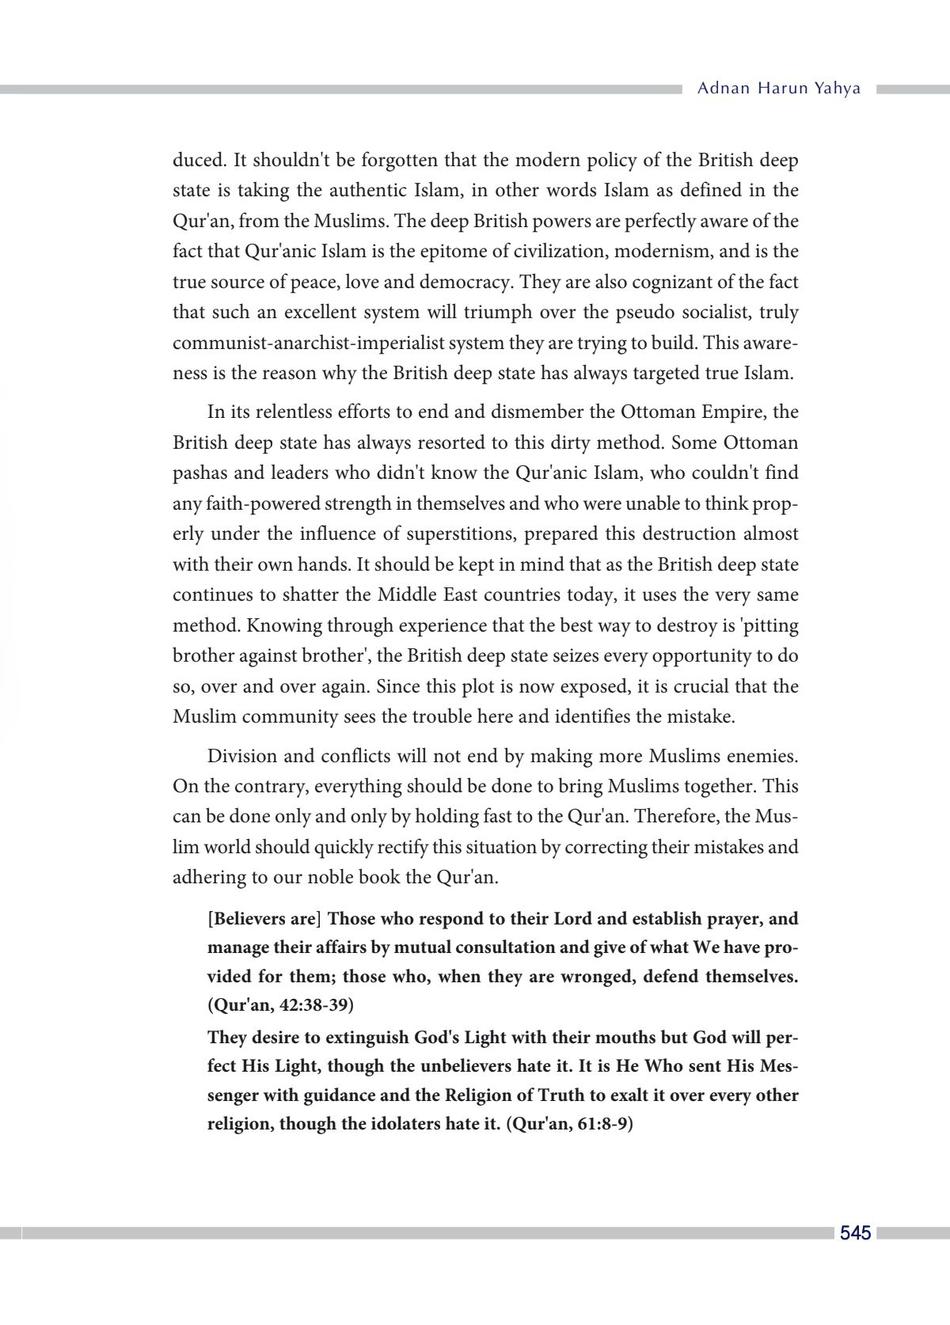 Adnan Harun Yahya
duced. It shouldn't be forgotten that the modern policy of the British deep
state is taking the authentic Islam, in other words Islam as defined in the
Qur'an, from the Muslims. The deep British powers are perfectly aware of the
fact that Qur'anic Islam is the epitome of civilization, modernism, and is the
true source of peace, love and democracy. They are also cognizant of the fact
that such an excellent system will triumph over the pseudo socialist, truly
communist-anarchist-imperialist system they are trying to build. This aware-
ness is the reason why the British deep state has always targeted true Islam.
In its relentless efforts to end and dismember the Ottoman Empire, the
British deep state has always resorted to this dirty method. Some Ottoman
pashas and leaders who didn't know the Qur'anic Islam, who couldn't find
any faith-powered strength in themselves and who were unable to think prop-
erly under the influence of superstitions, prepared this destruction almost
with their own hands. It should be kept in mind that as the British deep state
continues to shatter the Middle East countries today, it uses the very same
method. Knowing through experience that the best way to destroy is 'pitting
brother against brother', the British deep state seizes every opportunity to do
so, over and over again. Since this plot is now exposed, it is crucial that the
Muslim community sees the trouble here and identifies the mistake.
Division and conflicts will not end by making more Muslims enemies.
On the contrary, everything should be done to bring Muslims together. This
can be done only and only by holding fast to the Qur'an. Therefore, the Mus-
lim world should quickly rectify this situation by correcting their mistakes and
adhering to our noble book the Qur'an.
[Believers are] Those who respond to their Lord and establish prayer, and
manage their affairs by mutual consultation and give of what We have pro-
vided for them; those who, when they are wronged, defend themselves.
(Qur'an, 42:38-39)
They desire to extinguish God's Light with their mouths but God will per-
fect His Light, though the unbelievers hate it. It is He Who sent His Mes-
senger with guidance and the Religion of Truth to exalt it over every other
religion, though the idolaters hate it. (Qur'an, 61:8-9)
545